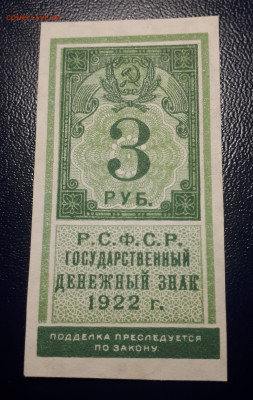 3
РУБ.
Р.С.Ф.С.Р.
ГОСУДАРСТВЕННЫЙ
ДЕНЕЖНЫЙ ЗНАК
1922 г.
ПОДДЕЛКА ПРЕСЛЕДУЕТСЯ
ПО ЗАКОНУ.